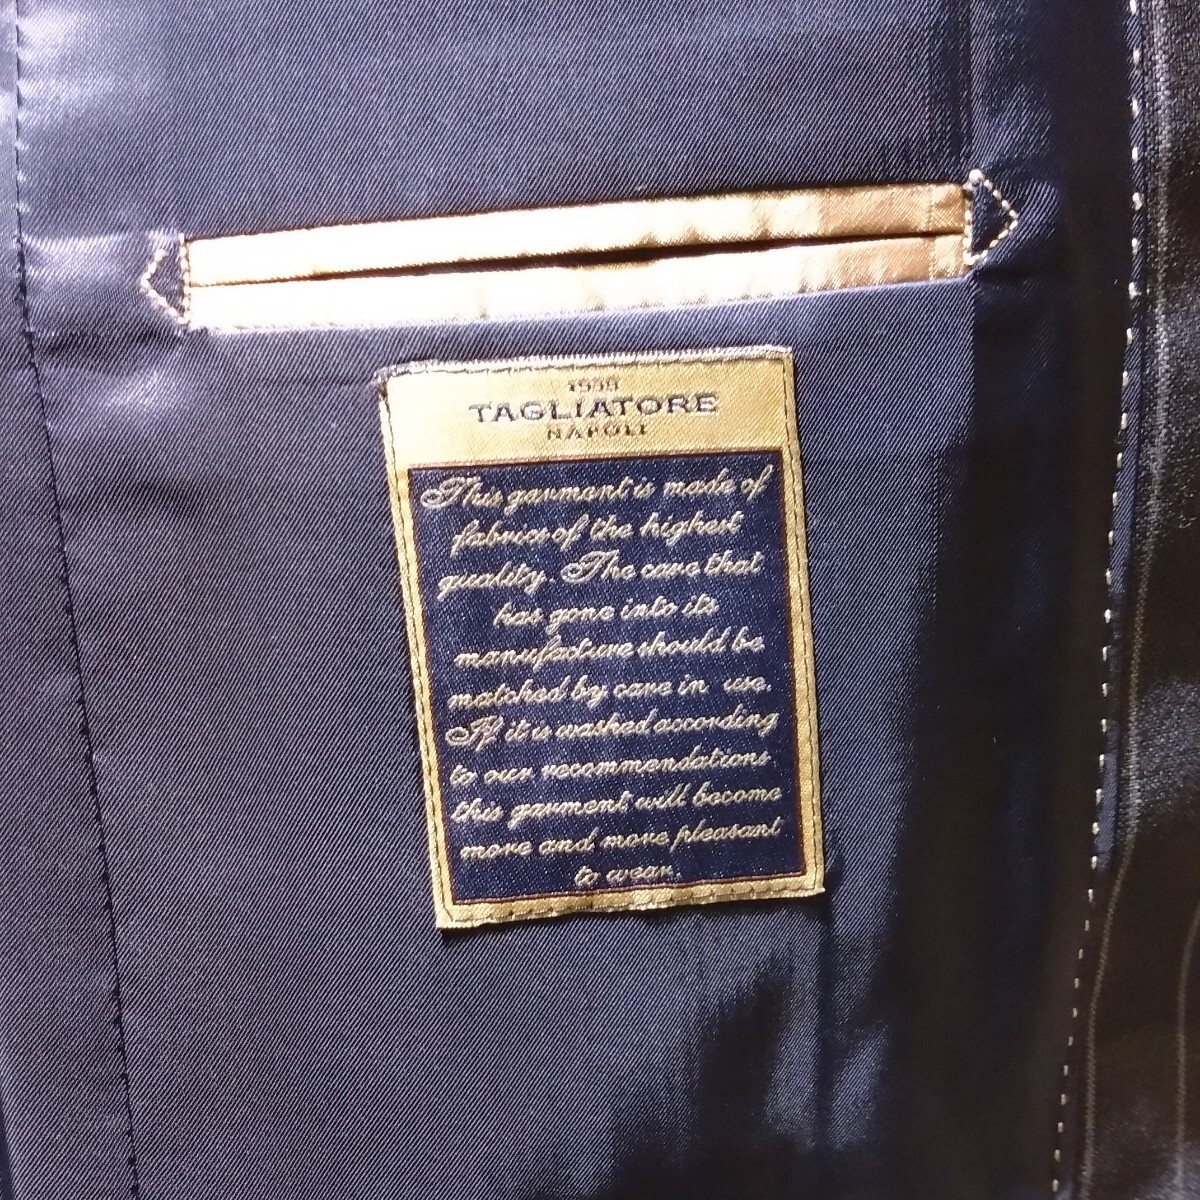 TAGLIATORE
NAPOLI
This garment is made of
fabrics of the highest
quality. The care that
has gone into its
manufacture should be
matched by care in use.
If it is washed according
to our recommendations
this garment will become
more and more pleasant
to wear.